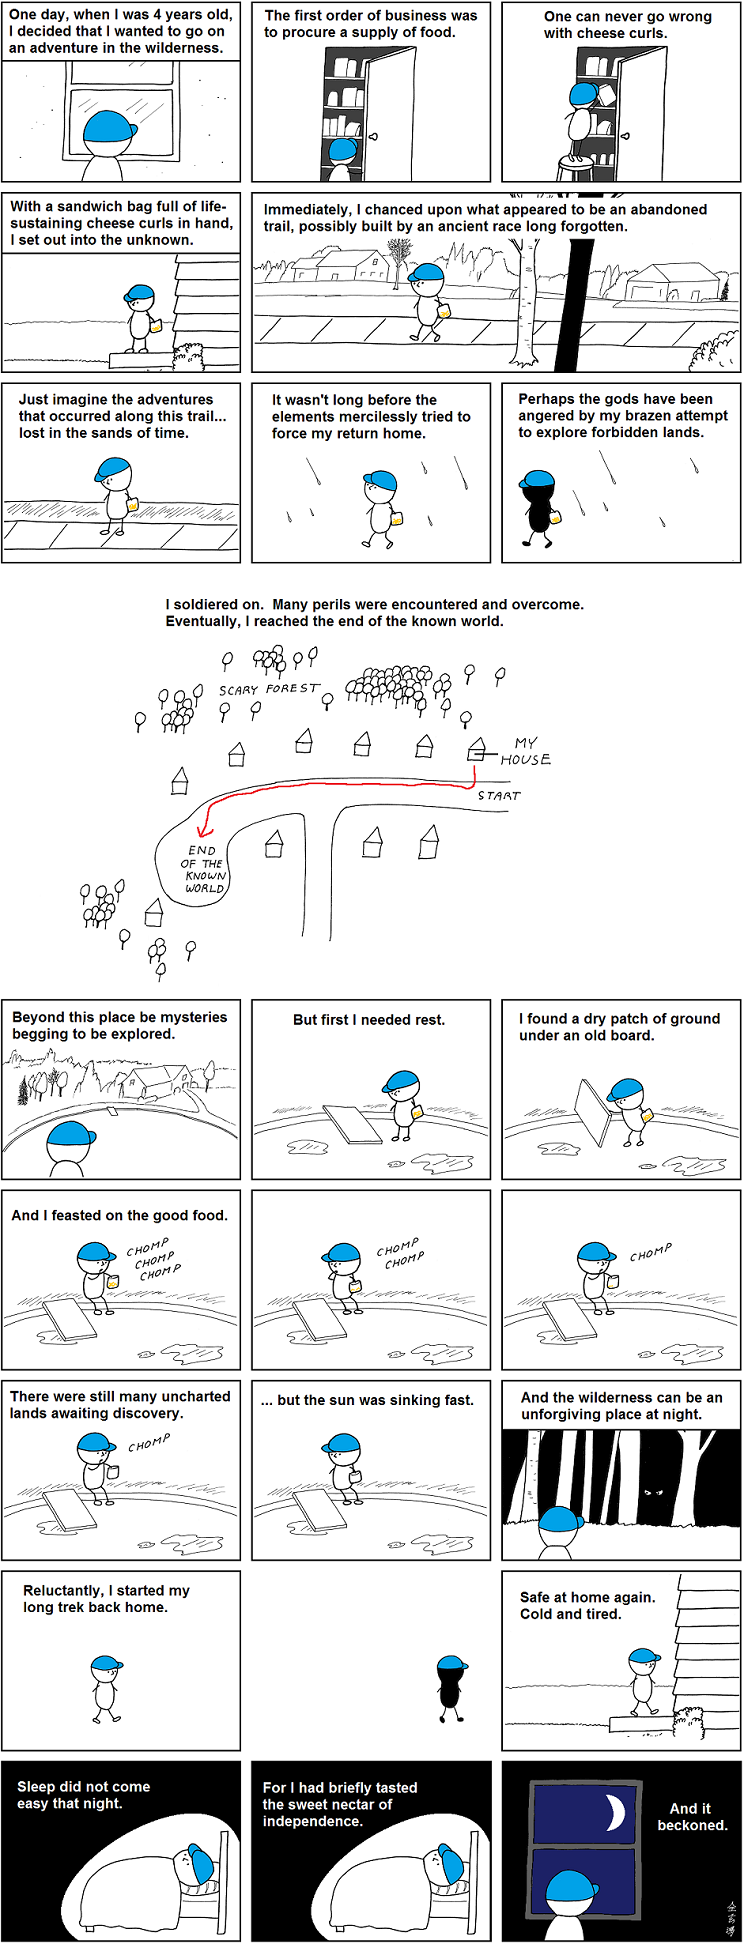 One day, when I was 4 years old,
I decided that I wanted to go on
an adventure in the wilderness.
The first order of business was
to procure a supply of food.
One can never go wrong
with cheese curls.
With a sandwich bag full of life-
sustaining cheese curls in hand,
I set out into the unknown.
Immediately, I chanced upon what appeared to be an abandoned
trail, possibly built by an ancient race long forgotten.
Just imagine the adventures
that occurred along this trail...
lost in the sands of time.
It wasn't long before the
elements mercilessly tried to
force my return home.
Perhaps the gods have been
angered by my brazen attempt
to explore forbidden lands.
I soldiered on.  Many perils were encountered and overcome.
Eventually, I reached the end of the known world.
SCARY FOREST
MY
HOUSE
START
END
OF THE
KNOWN
WORLD
Beyond this place be mysteries
begging to be explored.
But first I needed rest.
I found a dry patch of ground
under an old board.
And I feasted on the good food.
CHOMP
CHOMP
CHOMP
CHOMP
CHOMP
CHOMP
There were still many uncharted
lands awaiting discovery.
CHOMP
... but the sun was sinking fast.
And the wilderness can be an
unforgiving place at night.
Reluctantly, I started my
long trek back home.
Safe at home again.
Cold and tired.
Sleep did not come
easy that night.
For I had briefly tasted
the sweet nectar of
independence.
And it
beckoned.